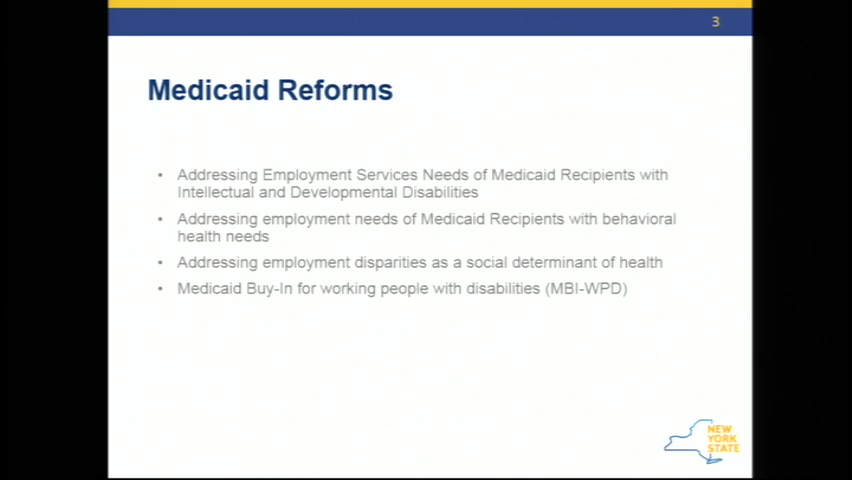 3
Medicaid Reforms
• Addressing Employment Services Needs of Medicaid Recipients with
Intellectual and Developmental Disabilities
• Addressing employment needs of Medicaid Recipients with behavioral
health needs
• Addressing employment disparities as a social determinant of health
• Medicaid Buy-In for working people with disabilities (MBI-WPD)
NEW
YORK
STATE